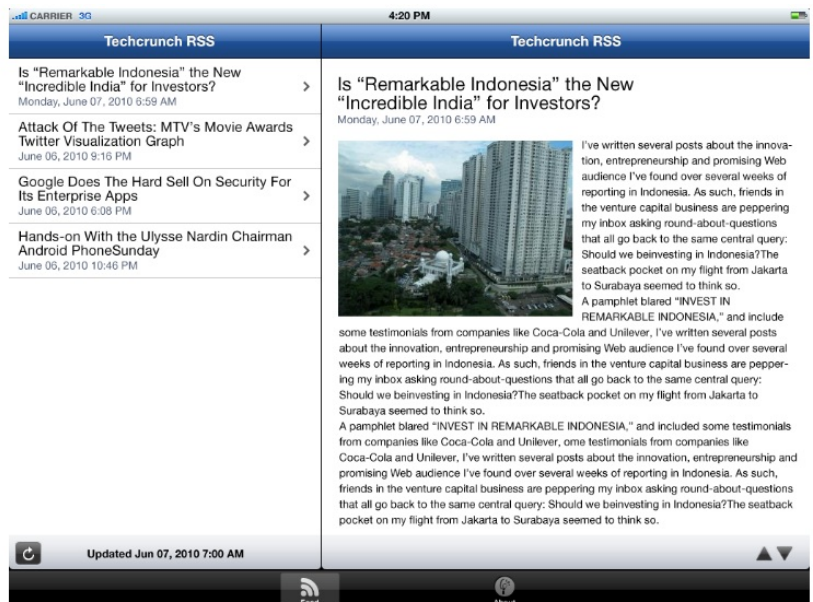 CARRIER 3G
4:20 PM
Techcrunch RSS
Is “Remarkable Indonesia” the New
“Incredible India” for Investors?
Monday, June 07, 2010 6:59 AM
Attack Of The Tweets: MTV’s Movie Awards
Twitter Visualization Graph
June 06, 2010 9:16 PM
Google Does The Hard Sell On Security For
Its Enterprise Apps
June 06, 2010 6:08 PM
Hands-on With the Ulysse Nardin Chairman
Android PhoneSunday
June 06, 2010 10:46 PM
Updated Jun 07, 2010 7:00 AM
Techcrunch RSS
Is “Remarkable Indonesia” the New
“Incredible India” for Investors?
Monday, June 07, 2010 6:59 AM
I’ve written several posts about the innova-
tion, entrepreneurship and promising Web
audience I’ve found over several weeks of
reporting in Indonesia. As such, friends in
the venture capital business are peppering
my inbox asking round-about-questions
that all go back to the same central query:
Should we beinvesting in Indonesia?The
seatback pocket on my flight from Jakarta
to Surabaya seemed to think so.
A pamphlet blared “INVEST IN
REMARKABLE INDONESIA,” and include
some testimonials from companies like Coca-Cola and Unilever, I’ve written several posts
about the innovation, entrepreneurship and promising Web audience I’ve found over several
weeks of reporting in Indonesia. As such, friends in the venture capital business are pepper-
ing my inbox asking round-about-questions that all go back to the same central query:
Should we beinvesting in Indonesia?The seatback pocket on my flight from Jakarta to
Surabaya seemed to think so.
A pamphlet blared “INVEST IN REMARKABLE INDONESIA,” and included some testimonials
from companies like Coca-Cola and Unilever, ome testimonials from companies like
Coca-Cola and Unilever, I’ve written several posts about the innovation, entrepreneurship and
promising Web audience I’ve found over several weeks of reporting in Indonesia. As such,
friends in the venture capital business are peppering my inbox asking round-about-questions
that all go back to the same central query: Should we beinvesting in Indonesia?The seatback
pocket on my flight from Jakarta to Surabaya seemed to think so.
Feed
About